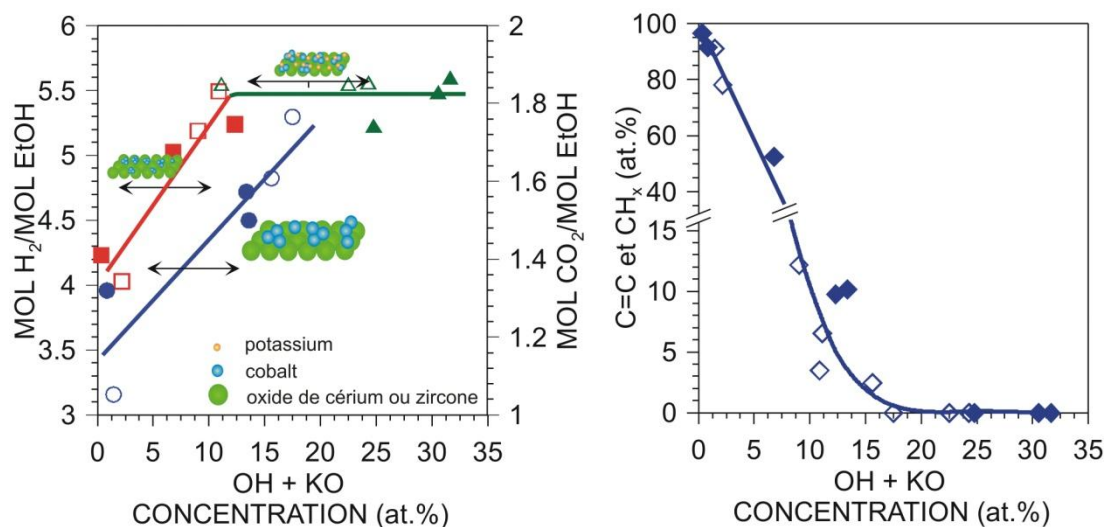 MOL H₂/MOL EtOH
6
5.5
5
4.5
4
3.5
3
2
1.8
1.6
1.4
1.2
1
MOL CO₂/MOL EtOH
potassium
cobalt
oxide de cérium ou zircone
0 5 10 15 20 25 30 35
OH + KO
CONCENTRATION (at.%)
C=C et CHₓ (at.%)
100
80
60
40
15
10
5
0
0 5 10 15 20 25 30 35
OH + KO
CONCENTRATION (at.%)